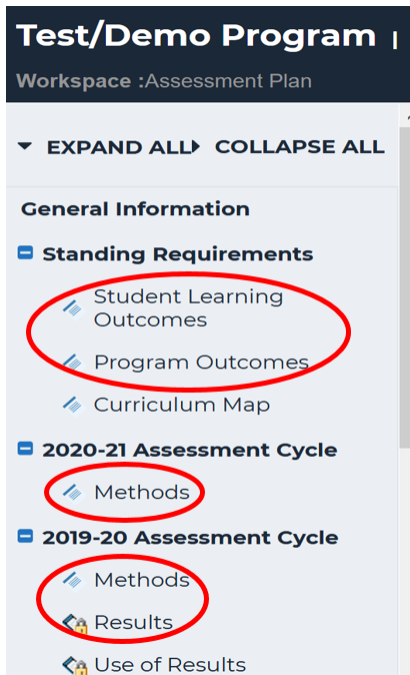 Test/Demo Program |
Workspace :Assessment Plan
EXPAND ALL COLLAPSE ALL
General Information
Standing Requirements
Student Learning
Outcomes
Program Outcomes
Curriculum Map
2020-21 Assessment Cycle
Methods
2019-20 Assessment Cycle
Methods
Results
Use of Results